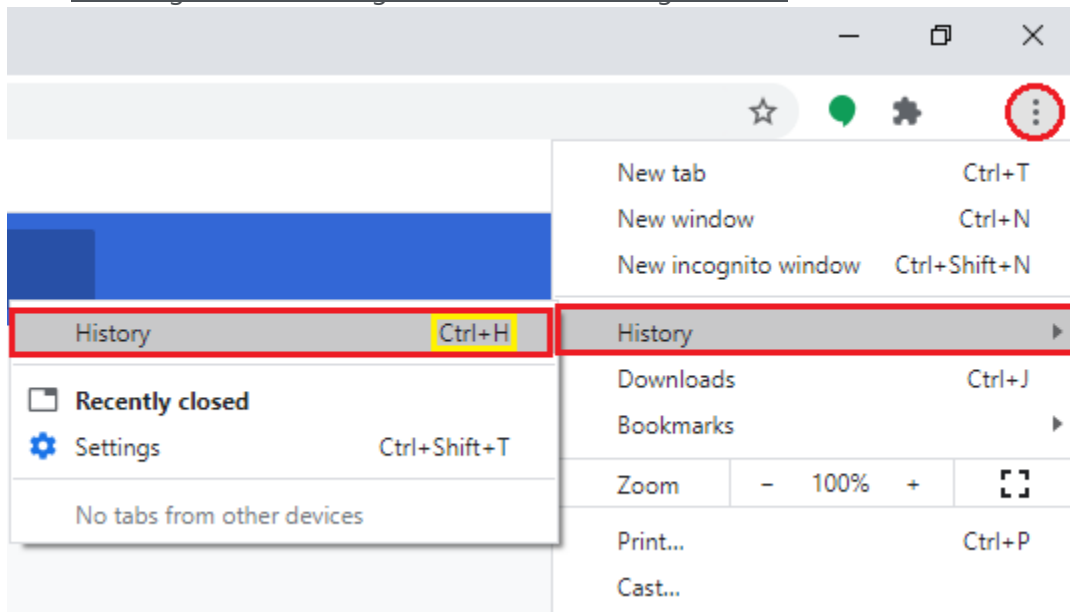 New tab Ctrl+T
New window Ctrl+N
New incognito window Ctrl+Shift+N
History
History Ctrl+H
Recently closed
Settings Ctrl+Shift+T
No tabs from other devices
Downloads Ctrl+J
Bookmarks
Zoom - 100% +
Print... Ctrl+P
Cast...